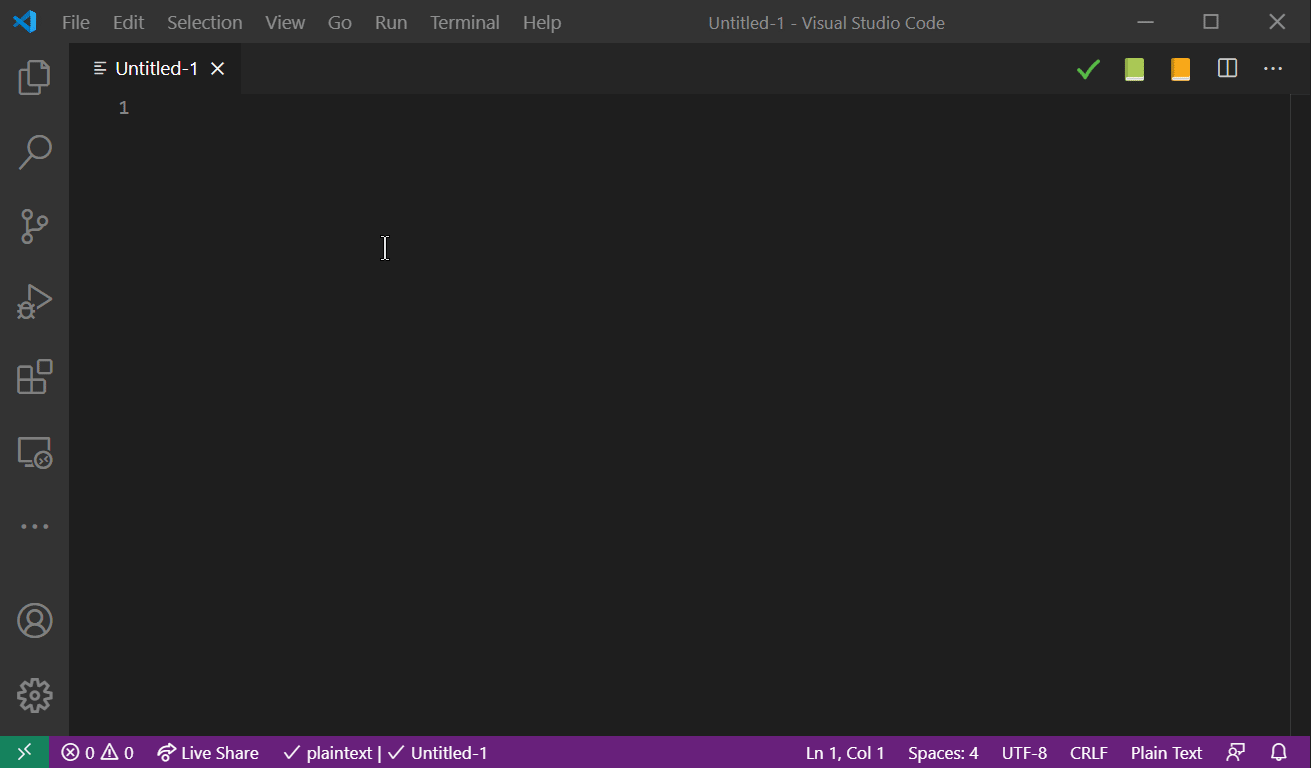 File Edit Selection View Go Run Terminal Help Untitled-1 - Visual Studio Code
Untitled-1
1
0 0 Live Share plaintext | Untitled-1 Ln 1, Col 1 Spaces: 4 UTF-8 CRLF Plain Text